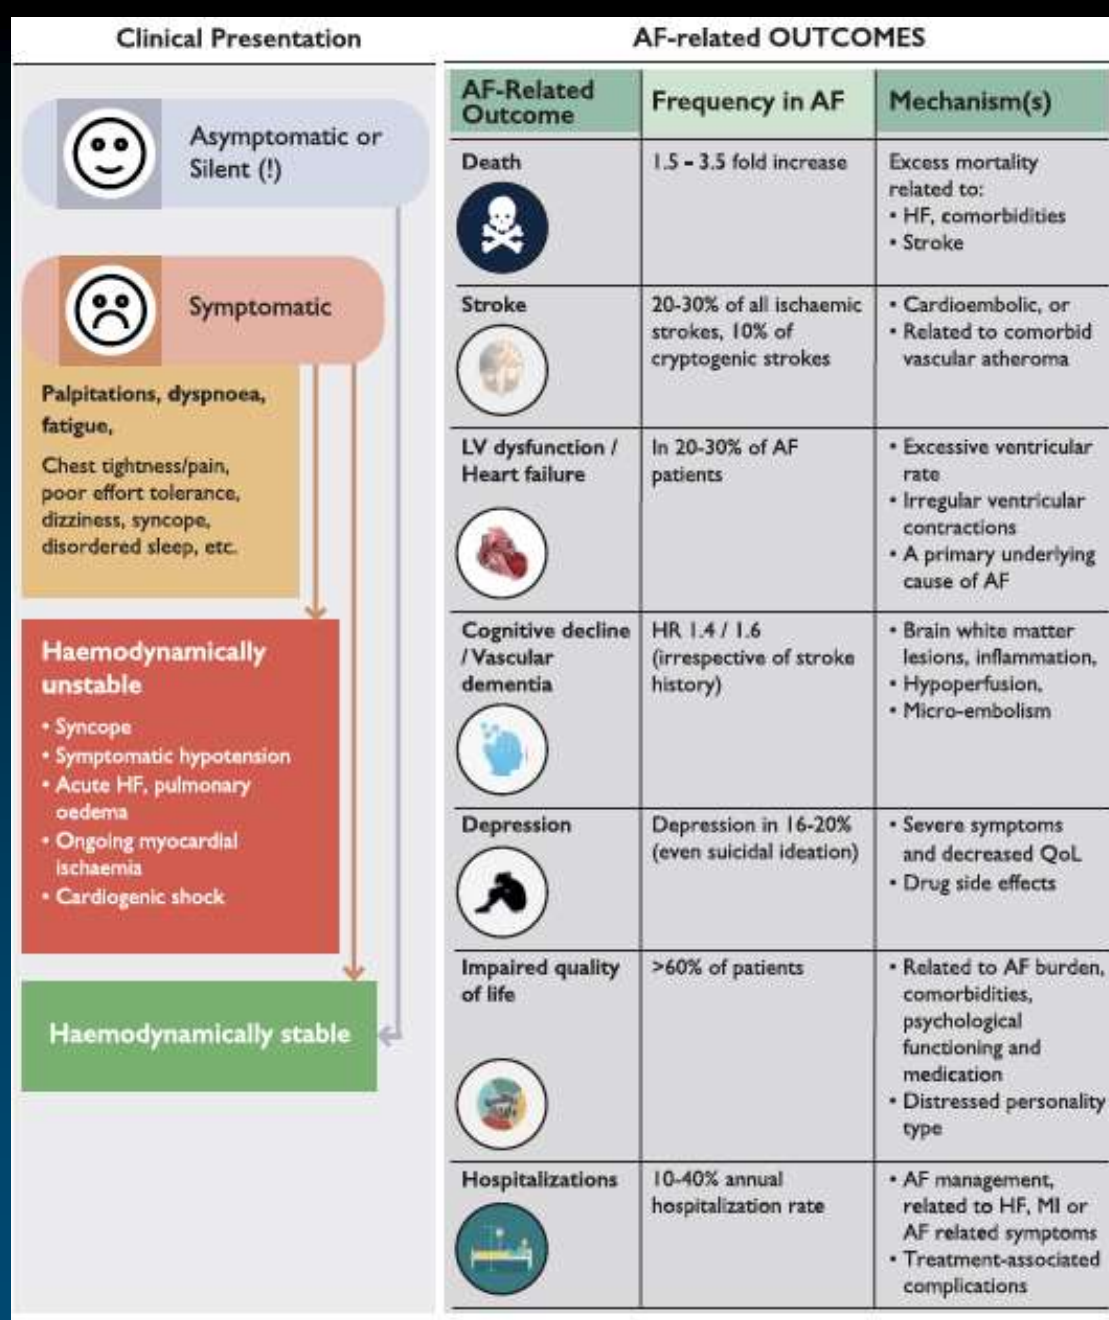 Clinical Presentation
Asymptomatic or
Silent (!)
Symptomatic
Palpitations, dyspnoea,
fatigue,
Chest tightness/pain,
poor effort tolerance,
dizziness, syncope,
disordered sleep, etc.
Haemodynamically
unstable
• Syncope
• Symptomatic hypotension
• Acute HF, pulmonary
oedema
• Ongoing myocardial
ischaemia
• Cardiogenic shock
Haemodynamically stable
AF-related OUTCOMES
AF-Related
Outcome
Frequency in AF
Mechanism(s)
Death
1.5 – 3.5 fold increase
Excess mortality
related to:
• HF, comorbidities
• Stroke
Stroke
20-30% of all ischaemic
strokes, 10% of
cryptogenic strokes
• Cardioembolic, or
• Related to comorbid
vascular atheroma
LV dysfunction /
Heart failure
In 20-30% of AF
patients
• Excessive ventricular
rate
• Irregular ventricular
contractions
• A primary underlying
cause of AF
Cognitive decline
/ Vascular
dementia
HR 1.4 / 1.6
(irrespective of stroke
history)
• Brain white matter
lesions, inflammation,
• Hypoperfusion,
• Micro-embolism
Depression
Depression in 16-20%
(even suicidal ideation)
• Severe symptoms
and decreased QoL
• Drug side effects
Impaired quality
of life
>60% of patients
• Related to AF burden,
comorbidities,
psychological
functioning and
medication
• Distressed personality
type
Hospitalizations
10-40% annual
hospitalization rate
• AF management,
related to HF, MI or
AF related symptoms
• Treatment-associated
complications